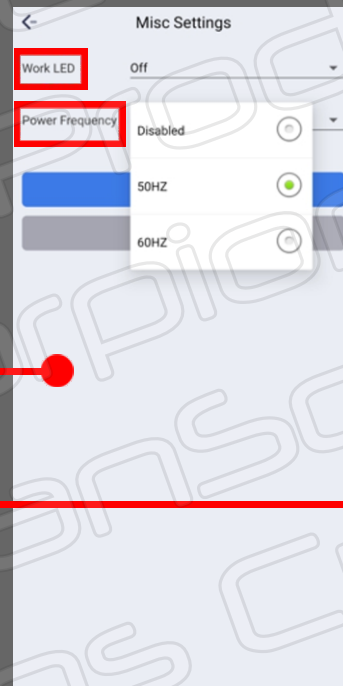 Misc Settings
Work LED
Off
Power Frequency
Disabled
50HZ
60HZ